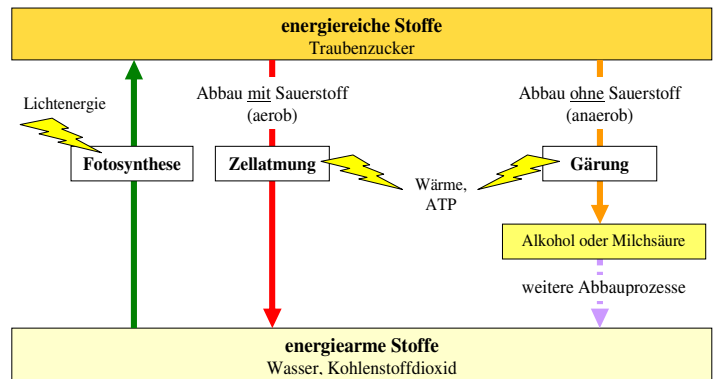 energiereiche Stoffe
Traubenzucker
Lichtenergie
Abbau mit Sauerstoff
(aerob)
Abbau ohne Sauerstoff
(anaerob)
Fotosynthese
Zellatmung
Wärme,
ATP
Gärung
Alkohol oder Milchsäure
weitere Abbauprozesse
energiearme Stoffe
Wasser, Kohlenstoffdioxid